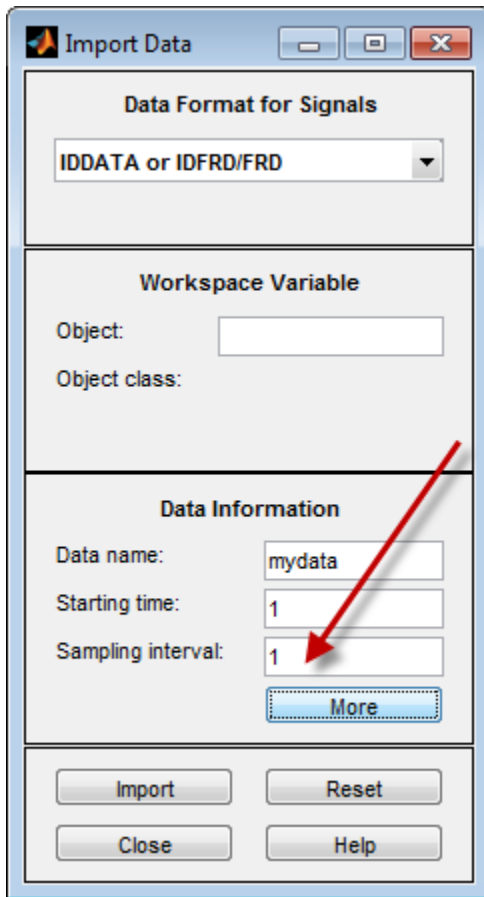 Import Data
Data Format for Signals
IDDATA or IDFRD/FRD
Workspace Variable
Object:
Object class:
Data Information
Data name: mydata
Starting time: 1
Sampling interval: 1
More
Import Reset
Close Help